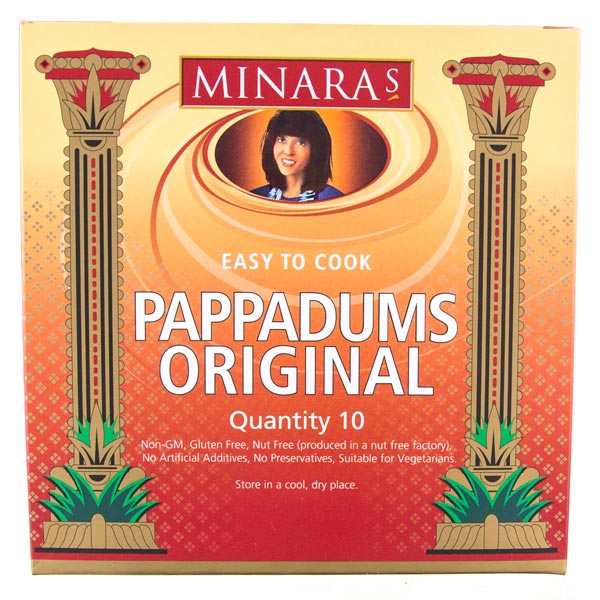 MINARAS
EASY TO COOK
PAPPADUMS
ORIGINAL
Quantity 10
Non-GM, Gluten Free, Nut Free (produced in a nut free factory),
No Artificial Additives, No Preservatives, Suitable for Vegetarians.
Store in a cool, dry place.